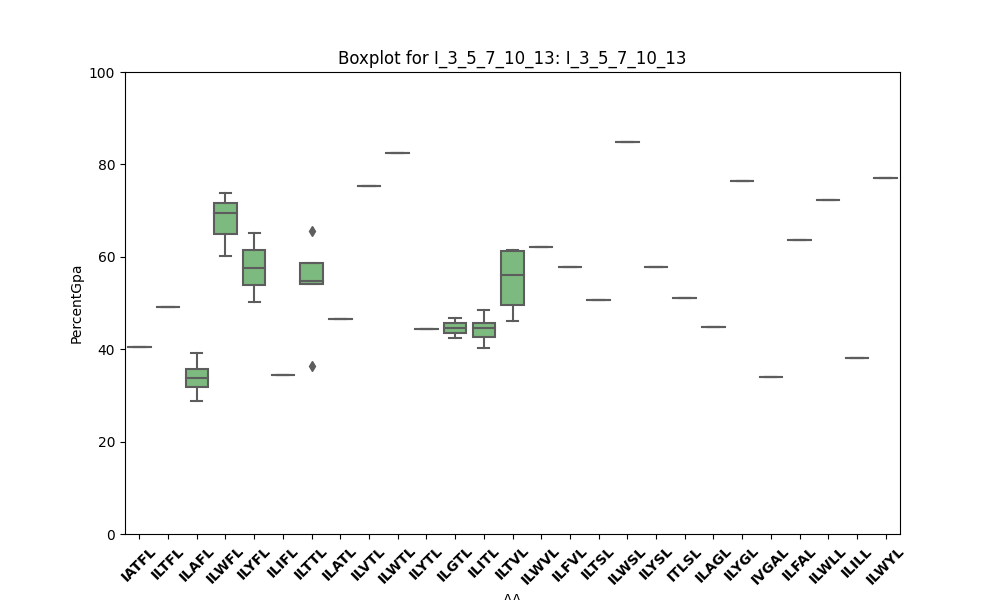 Boxplot for I_3_5_7_10_13: I_3_5_7_10_13
PercentGpa
100
80
60
40
20
0
IATFL ILTFL ILAFL ILWFL ILYFL ILIFL ILTTL ILATL ILVTL ILWTL ILYTL ILGTL ILITL ILTVL ILWVL ILFVL ILTSL ILWSL ILYSL ITLSL ILAGL ILYGL IVGAL ILFAL ILWLL ILILL ILWYL
AA